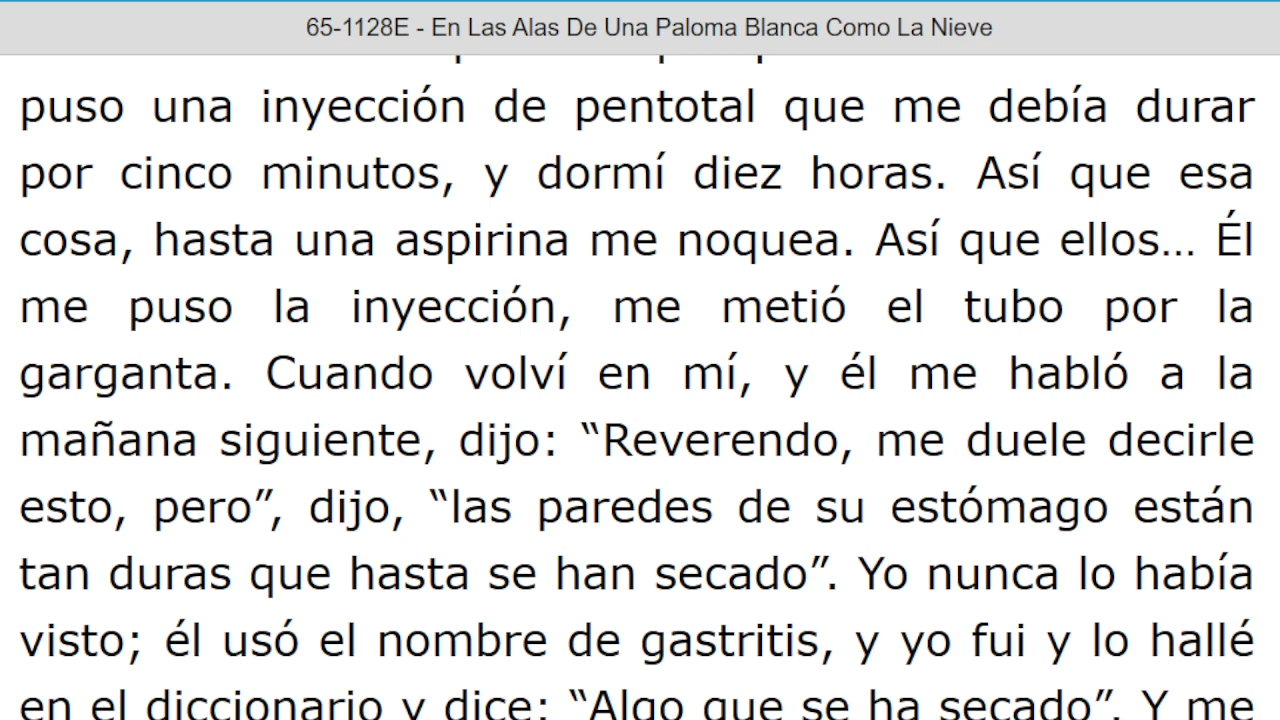 65-1128E - En Las Alas De Una Paloma Blanca Como La Nieve
puso una inyección de pentotal que me debía durar
por cinco minutos, y dormí diez horas. Así que esa
cosa, hasta una aspirina me noquea. Así que ellos… Él
me puso la inyección, me metió el tubo por la
garganta. Cuando volví en mí, y él me habló a la
mañana siguiente, dijo: “Reverendo, me duele decirle
esto, pero”, dijo, “las paredes de su estómago están
tan duras que hasta se han secado”. Yo nunca lo había
visto; él usó el nombre de gastritis, y yo fui y lo hallé
en el diccionario y dice: “Algo que se ha secado”. Y me